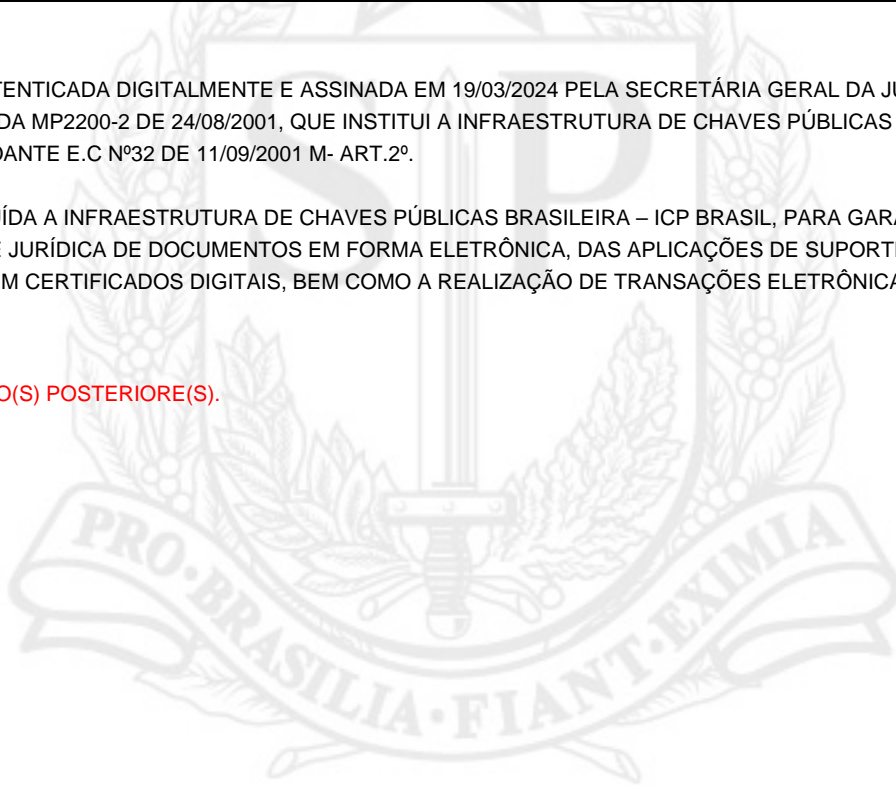 TENTICADA DIGITALMENTE E ASSINADA EM 19/03/2024 PELA SECRETÁRIA GERAL DA JU
DA MP2200-2 DE 24/08/2001, QUE INSTITUI A INFRAESTRUTURA DE CHAVES PÚBLICAS
DANTE E.C Nº32 DE 11/09/2001 M- ART.2º.
ÍDA A INFRAESTRUTURA DE CHAVES PÚBLICAS BRASILEIRA – ICP BRASIL, PARA GARA
E JURÍDICA DE DOCUMENTOS EM FORMA ELETRÔNICA, DAS APLICAÇÕES DE SUPORTE
M CERTIFICADOS DIGITAIS, BEM COMO A REALIZAÇÃO DE TRANSAÇÕES ELETRÔNICA
O(S) POSTERIORE(S).
SP
PRO·BRASILIA·FIANT·EXIMIA